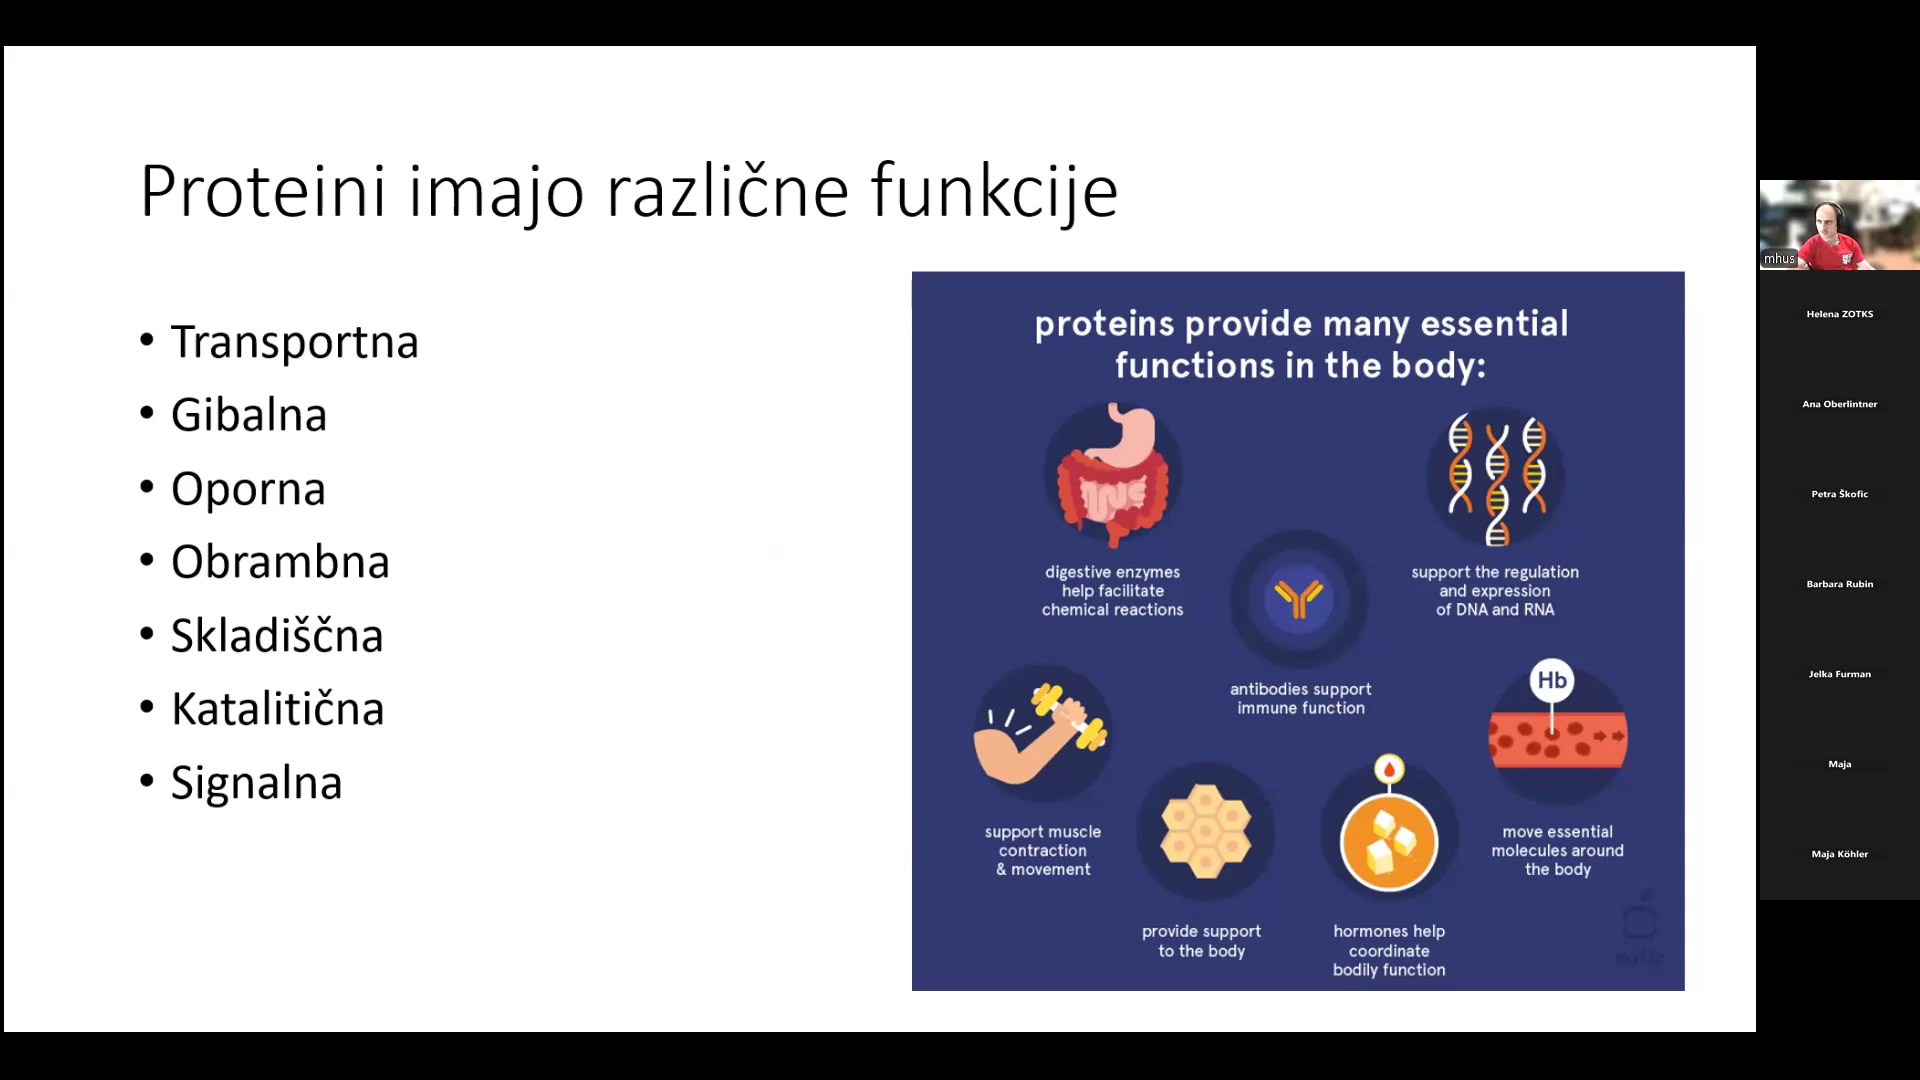 Proteini imajo različne funkcije
• Transportna
• Gibalna
• Oporna
• Obrambna
• Skladiščna
• Katalitična
• Signalna
proteins provide many essential
functions in the body:
digestive enzymes
help facilitate
chemical reactions
support the regulation
and expression
of DNA and RNA
antibodies support
immune function
Hb
support muscle
contraction
& movement
move essential
molecules around
the body
provide support
to the body
hormones help
coordinate
bodily function
mhus
Helena ZOTKS
Ana Oberlintner
Petra Škofic
Barbara Rubin
Jelka Furman
Maja
Maja Köhler